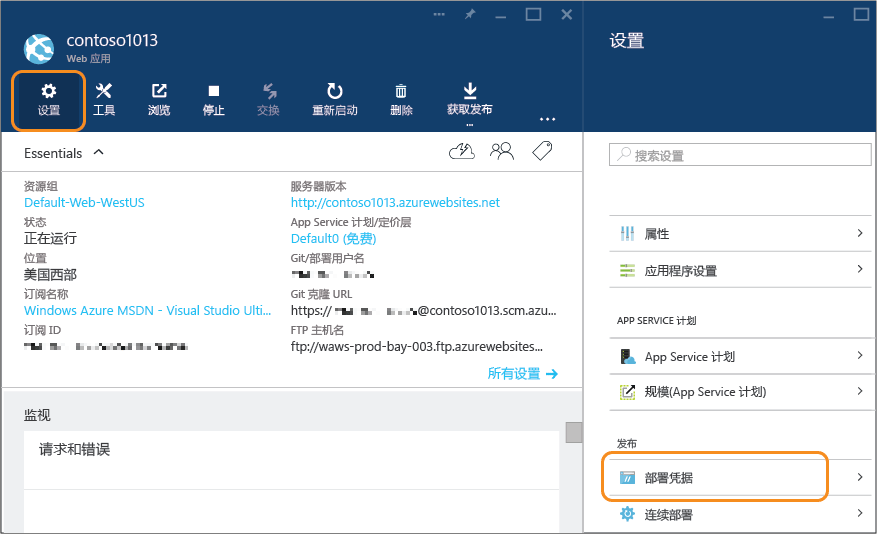 contoso1013
Web 应用
设置
工具
浏览
停止
交换
重新启动
删除
获取发布
...
Essentials
资源组
Default-Web-WestUS
状态
正在运行
位置
美国西部
订阅名称
Windows Azure MSDN - Visual Studio Ulti...
订阅 ID
服务器版本
http://contoso1013.azurewebsites.net
App Service 计划/定价层
Default0 (免费)
Git/部署用户名
Git 克隆 URL
https:// @contoso1013.scm.azu...
FTP 主机名
ftp://waws-prod-bay-003.ftp.azurewebsites...
所有设置
监视
请求和错误
设置
搜索设置
属性
应用程序设置
APP SERVICE 计划
App Service 计划
规模(App Service 计划)
发布
部署凭据
连续部署